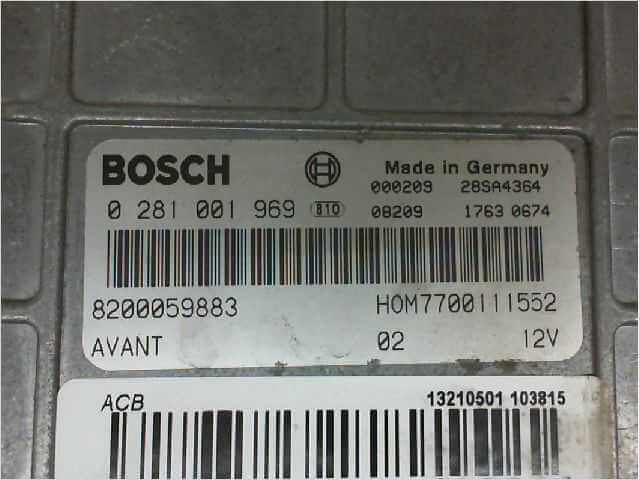 BOSCH Made in Germany
000209 28SA4364
0 281 001 969 810 08209 1763 0674
8200059883 HOM7700111552
AVANT 02 12V
ACB 13210501 103815